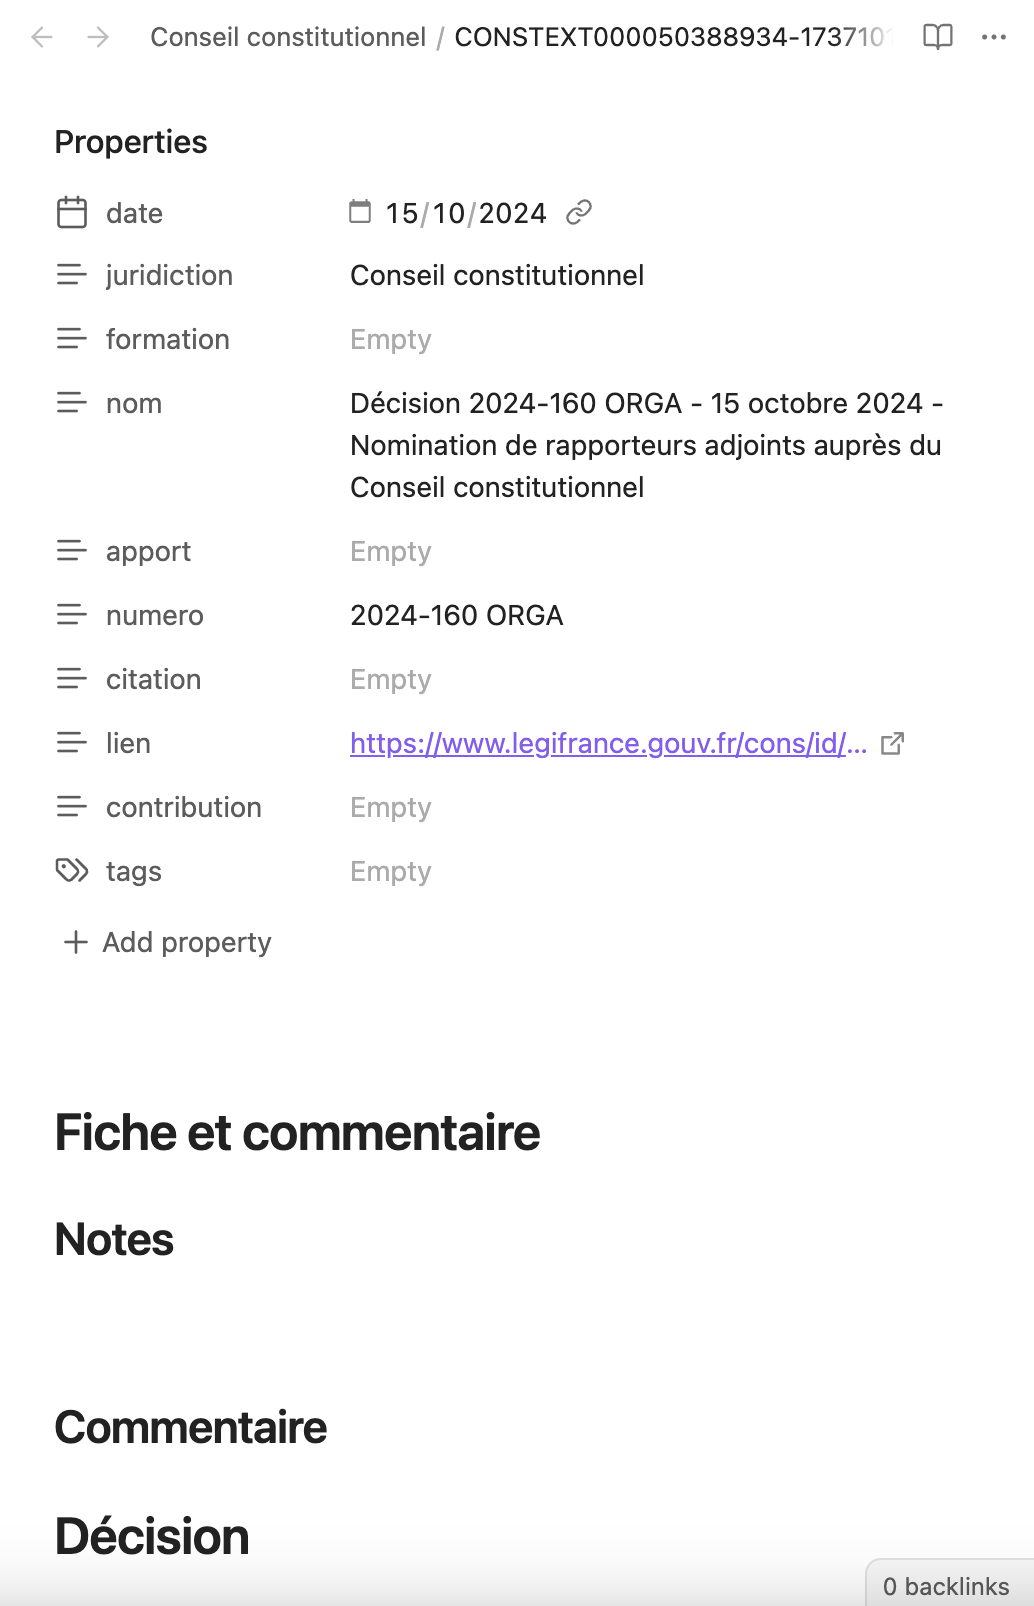 Conseil constitutionnel / CONSTEXT000050388934-173710
Properties
date 15/10/2024
juridiction Conseil constitutionnel
formation Empty
nom Décision 2024-160 ORGA - 15 octobre 2024 -
Nomination de rapporteurs adjoints auprès du
Conseil constitutionnel
apport Empty
numero 2024-160 ORGA
citation Empty
lien https://www.legifrance.gouv.fr/cons/id/...
contribution Empty
tags Empty
+ Add property
Fiche et commentaire
Notes
Commentaire
Décision
0 backlinks